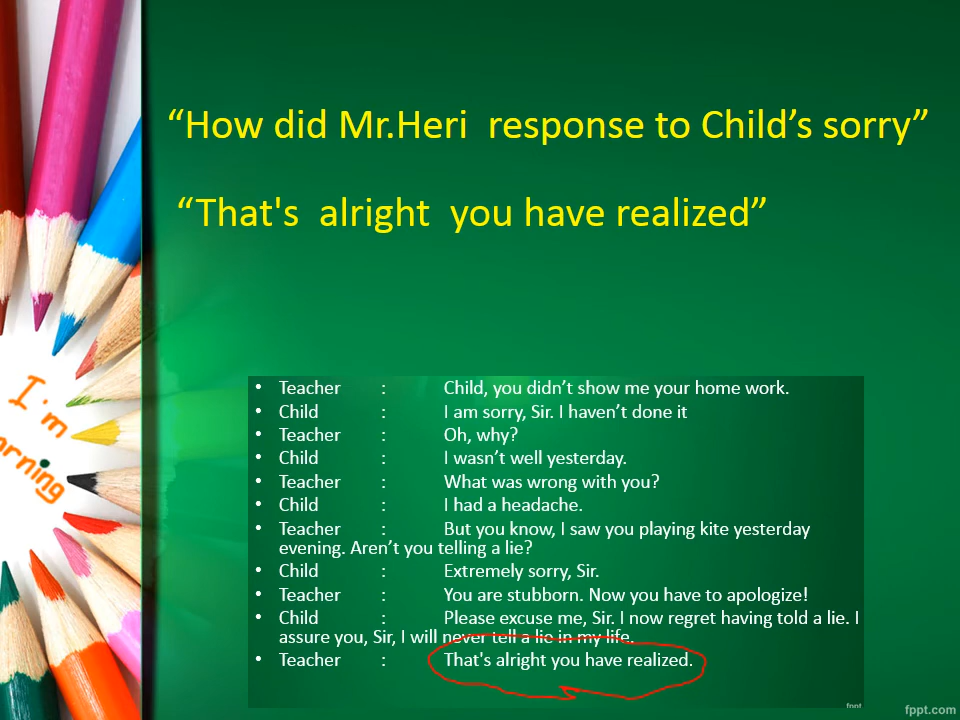 “How did Mr.Heri response to Child’s sorry”
“That's alright you have realized”
I'm
arning
• Teacher : Child, you didn’t show me your home work.
• Child : I am sorry, Sir. I haven’t done it
• Teacher : Oh, why?
• Child : I wasn’t well yesterday.
• Teacher : What was wrong with you?
• Child : I had a headache.
• Teacher : But you know, I saw you playing kite yesterday
evening. Aren’t you telling a lie?
• Child : Extremely sorry, Sir.
• Teacher : You are stubborn. Now you have to apologize!
• Child : Please excuse me, Sir. I now regret having told a lie. I
assure you, Sir, I will never tell a lie in my life.
• Teacher : That's alright you have realized.
fppt
fppt.com